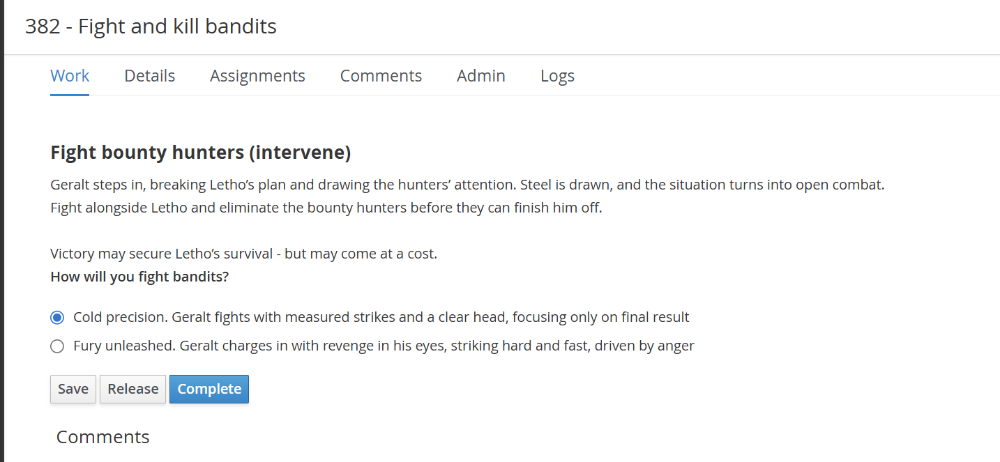 382 - Fight and kill bandits
Work Details Assignments Comments Admin Logs
Fight bounty hunters (intervene)
Geralt steps in, breaking Letho’s plan and drawing the hunters’ attention. Steel is drawn, and the situation turns into open combat.
Fight alongside Letho and eliminate the bounty hunters before they can finish him off.
Victory may secure Letho’s survival - but may come at a cost.
How will you fight bandits?
Cold precision. Geralt fights with measured strikes and a clear head, focusing only on final result
Fury unleashed. Geralt charges in with revenge in his eyes, striking hard and fast, driven by anger
Save Release Complete
Comments